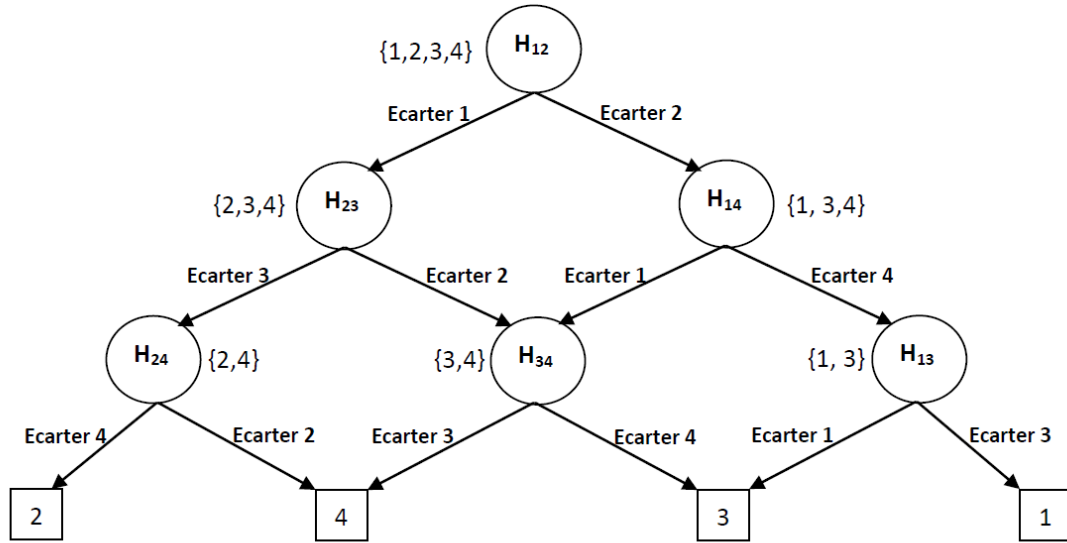 {1,2,3,4} H₁₂
Ecarter 1 Ecarter 2
{2,3,4} H₂₃ H₁₄ {1, 3,4}
Ecarter 3 Ecarter 2 Ecarter 1 Ecarter 4
H₂₄ {2,4} {3,4} H₃₄ {1, 3} H₁₃
Ecarter 4 Ecarter 2 Ecarter 3 Ecarter 4 Ecarter 1 Ecarter 3
2 4 3 1